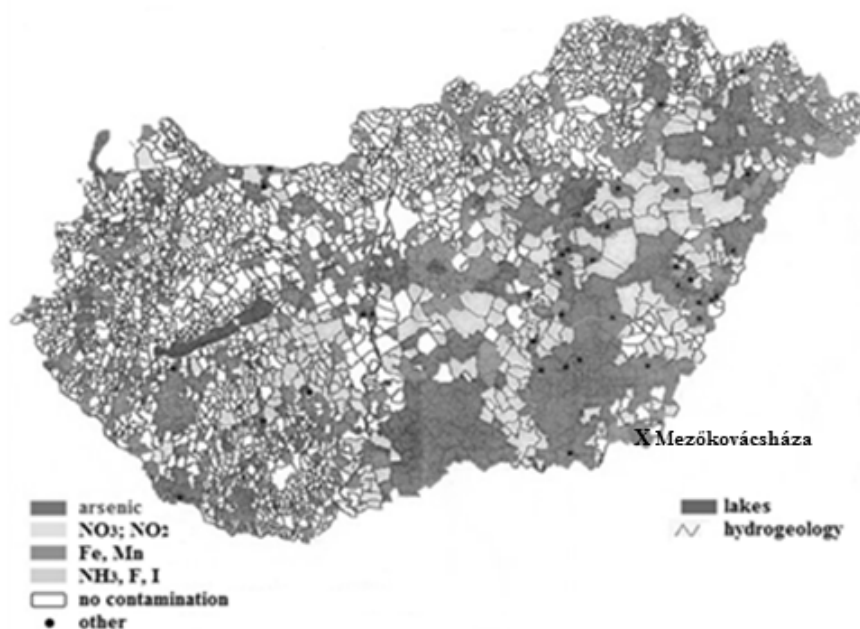 X Mezőkovácsháza
arsenic
NO3; NO2
Fe, Mn
NH3, F, I
no contamination
other
lakes
hydrogeology